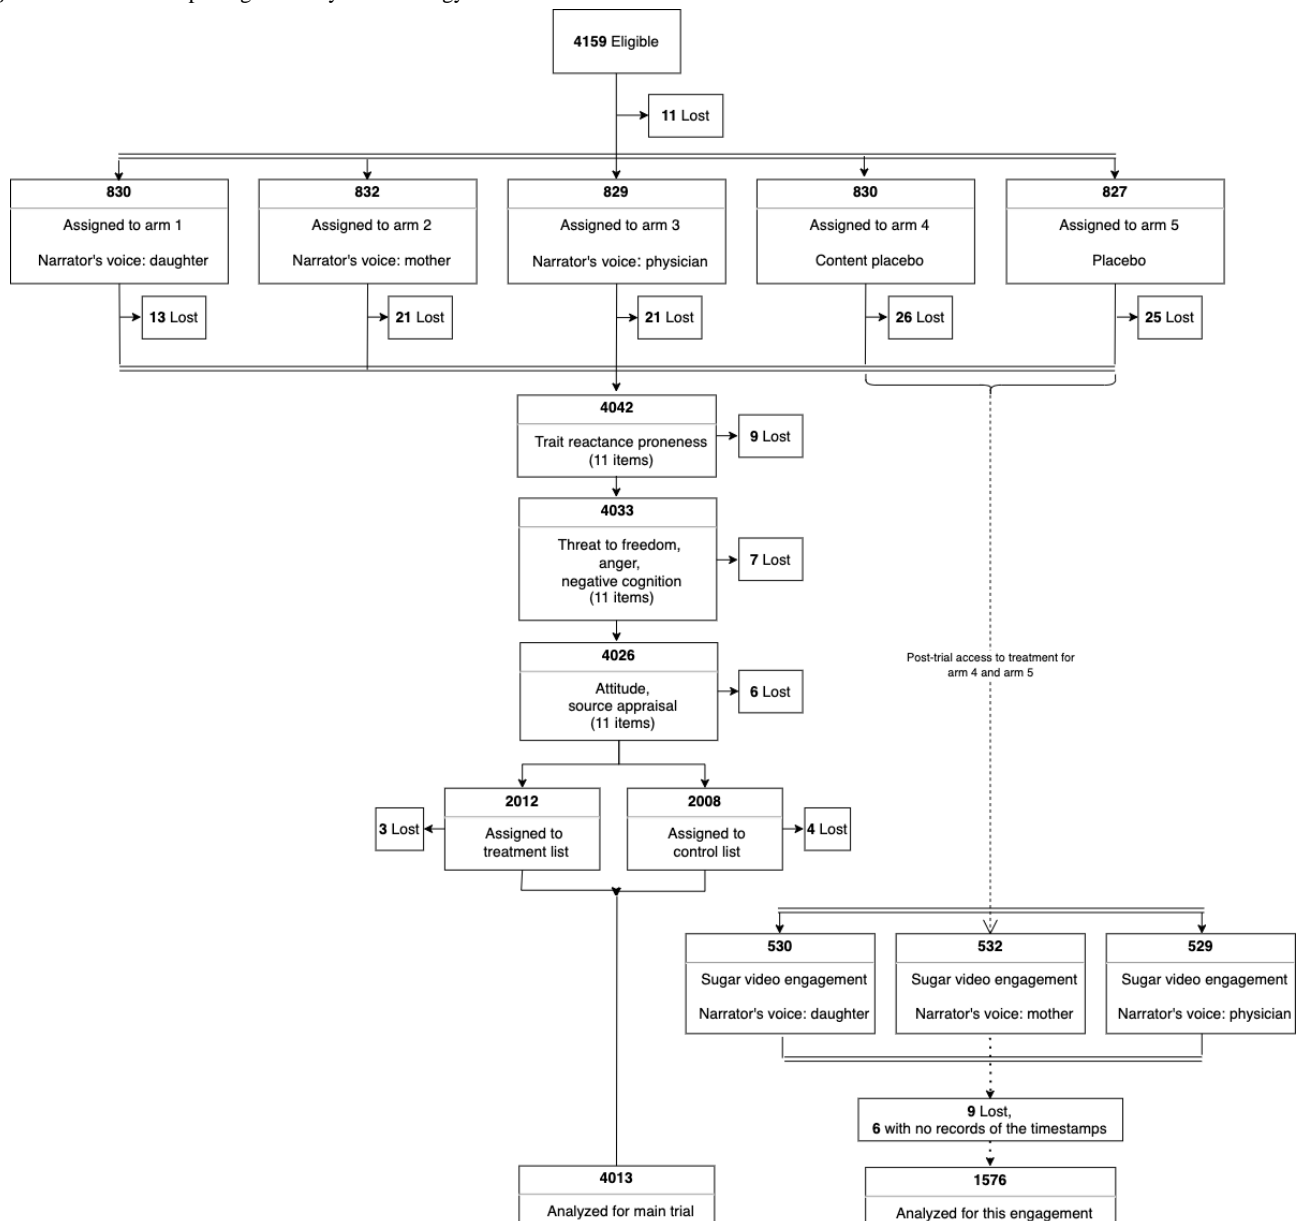 4159 Eligible
11 Lost
830
Assigned to arm 1
Narrator's voice: daughter
832
Assigned to arm 2
Narrator's voice: mother
829
Assigned to arm 3
Narrator's voice: physician
830
Assigned to arm 4
Content placebo
827
Assigned to arm 5
Placebo
13 Lost
21 Lost
21 Lost
26 Lost
25 Lost
4042
Trait reactance proneness
(11 items)
9 Lost
4033
Threat to freedom,
anger,
negative cognition
(11 items)
7 Lost
4026
Attitude,
source appraisal
(11 items)
6 Lost
Post-trial access to treatment for
arm 4 and arm 5
2012
Assigned to
treatment list
3 Lost
2008
Assigned to
control list
4 Lost
530
Sugar video engagement
Narrator's voice: daughter
532
Sugar video engagement
Narrator's voice: mother
529
Sugar video engagement
Narrator's voice: physician
9 Lost,
6 with no records of the timestamps
4013
Analyzed for main trial
1576
Analyzed for this engagement